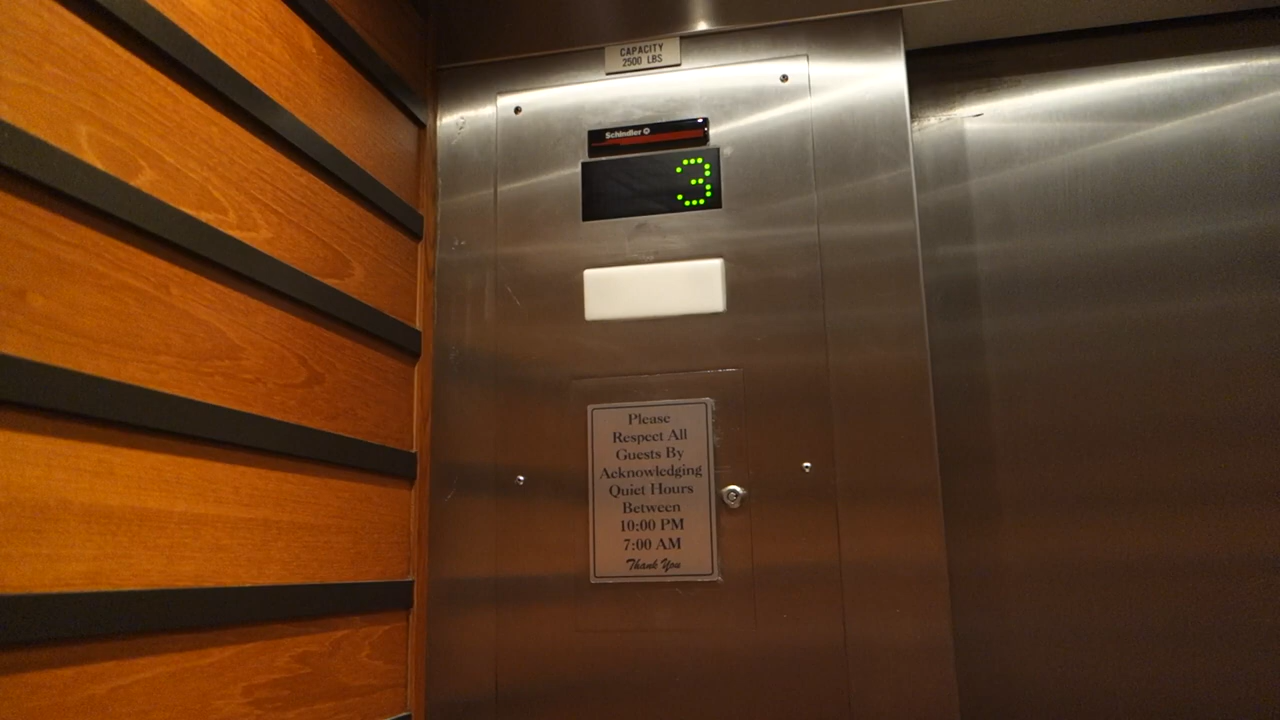 CAPACITY
2500 LBS
Schindler
3
Please
Respect All
Guests By
Acknowledging
Quiet Hours
Between
10:00 PM
7:00 AM
Thank You